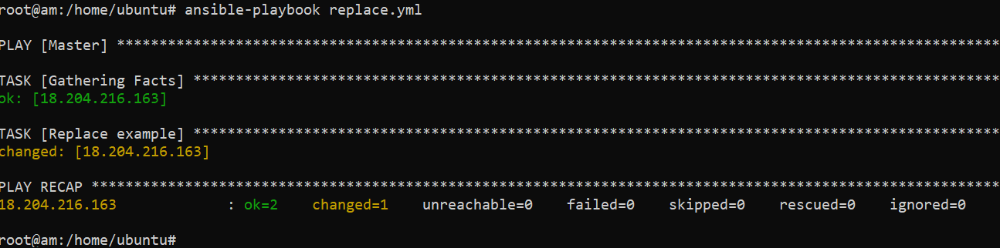 root@am:/home/ubuntu# ansible-playbook replace.yml
PLAY [Master] *********************************************************************************************************
TASK [Gathering Facts] ************************************************************************************************
ok: [18.204.216.163]
TASK [Replace example] ************************************************************************************************
changed: [18.204.216.163]
PLAY RECAP ************************************************************************************************************
18.204.216.163             : ok=2    changed=1    unreachable=0    failed=0    skipped=0    rescued=0    ignored=0
root@am:/home/ubuntu#